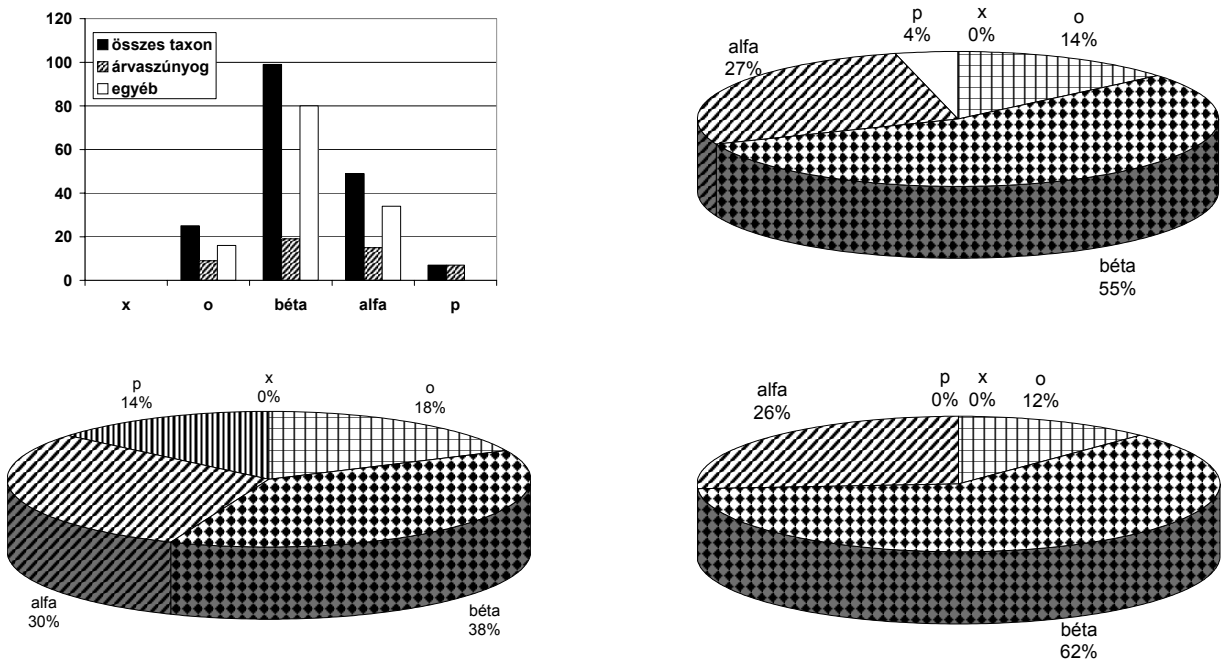 120
100
80
60
40
20
0
összes taxon
árvaszúnyog
egyéb
x o béta alfa p
p
4%
x
0%
o
14%
alfa
27%
béta
55%
p
14%
x
0%
o
18%
alfa
30%
béta
38%
alfa
26%
p
0%
x
0%
o
12%
béta
62%